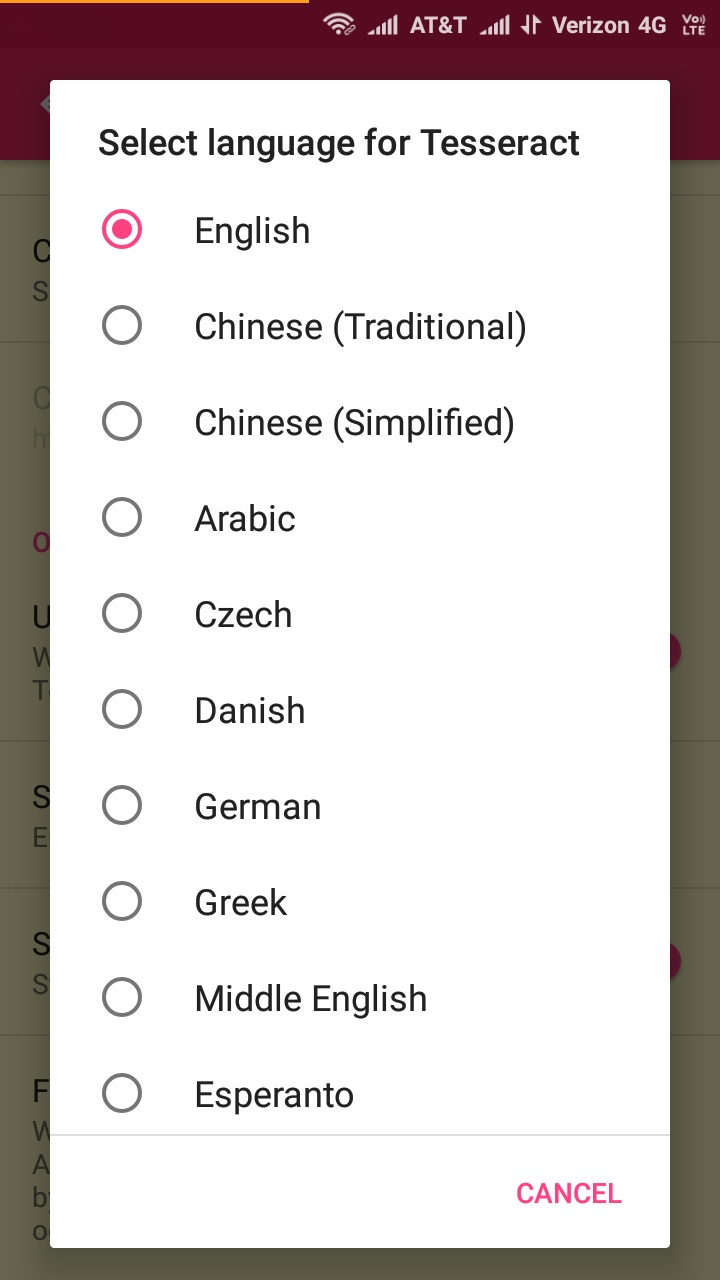 AT&T Verizon 4G Vo) LTE
Select language for Tesseract
English
Chinese (Traditional)
Chinese (Simplified)
Arabic
Czech
Danish
German
Greek
Middle English
Esperanto
CANCEL